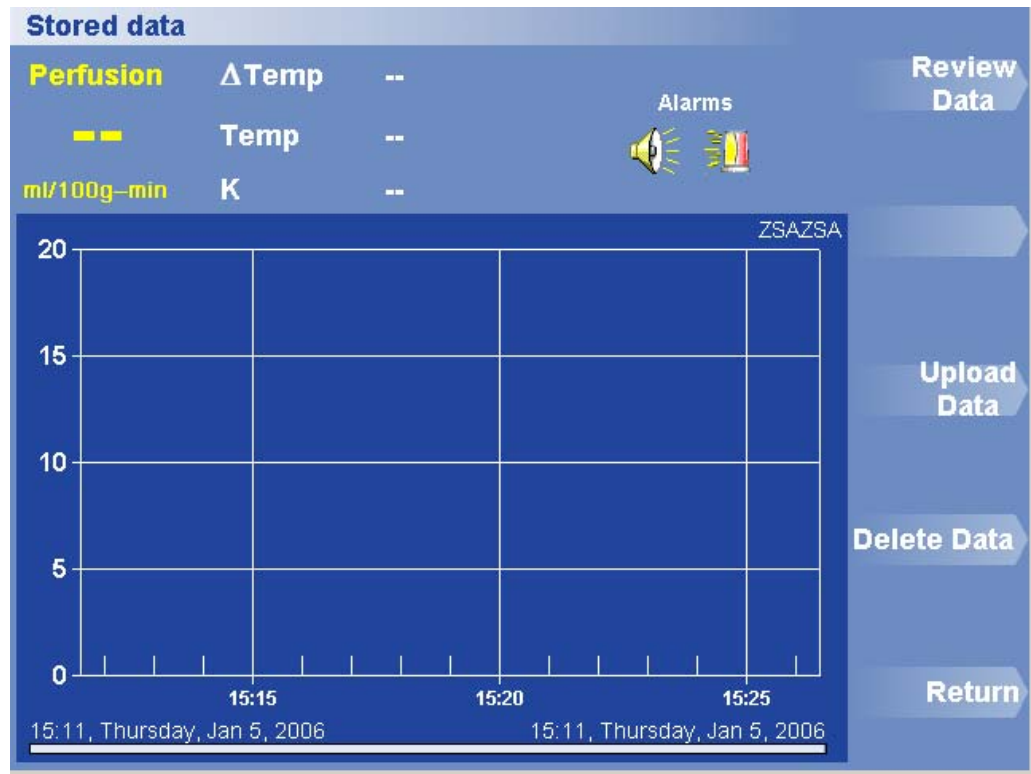 Stored data
Perfusion
--
ml/100g–min
ΔTemp --
Temp --
K --
Alarms
Review
Data
ZSAZSA
20
15
10
5
0
15:15 15:20 15:25
15:11, Thursday, Jan 5, 2006 15:11, Thursday, Jan 5, 2006
Upload
Data
Delete Data
Return